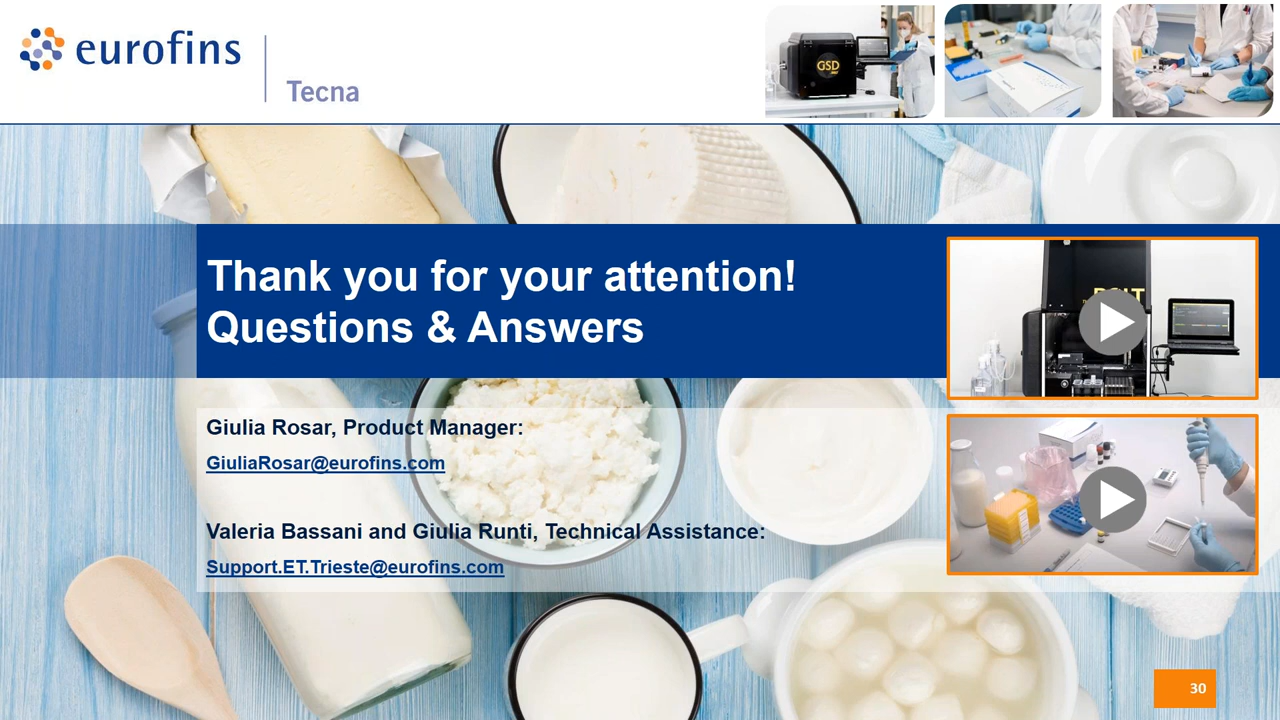 eurofins
Tecna
GSD
Thank you for your attention!
Questions & Answers
Giulia Rosar, Product Manager:
GiuliaRosar@eurofins.com
Valeria Bassani and Giulia Runti, Technical Assistance:
Support.ET.Trieste@eurofins.com
30